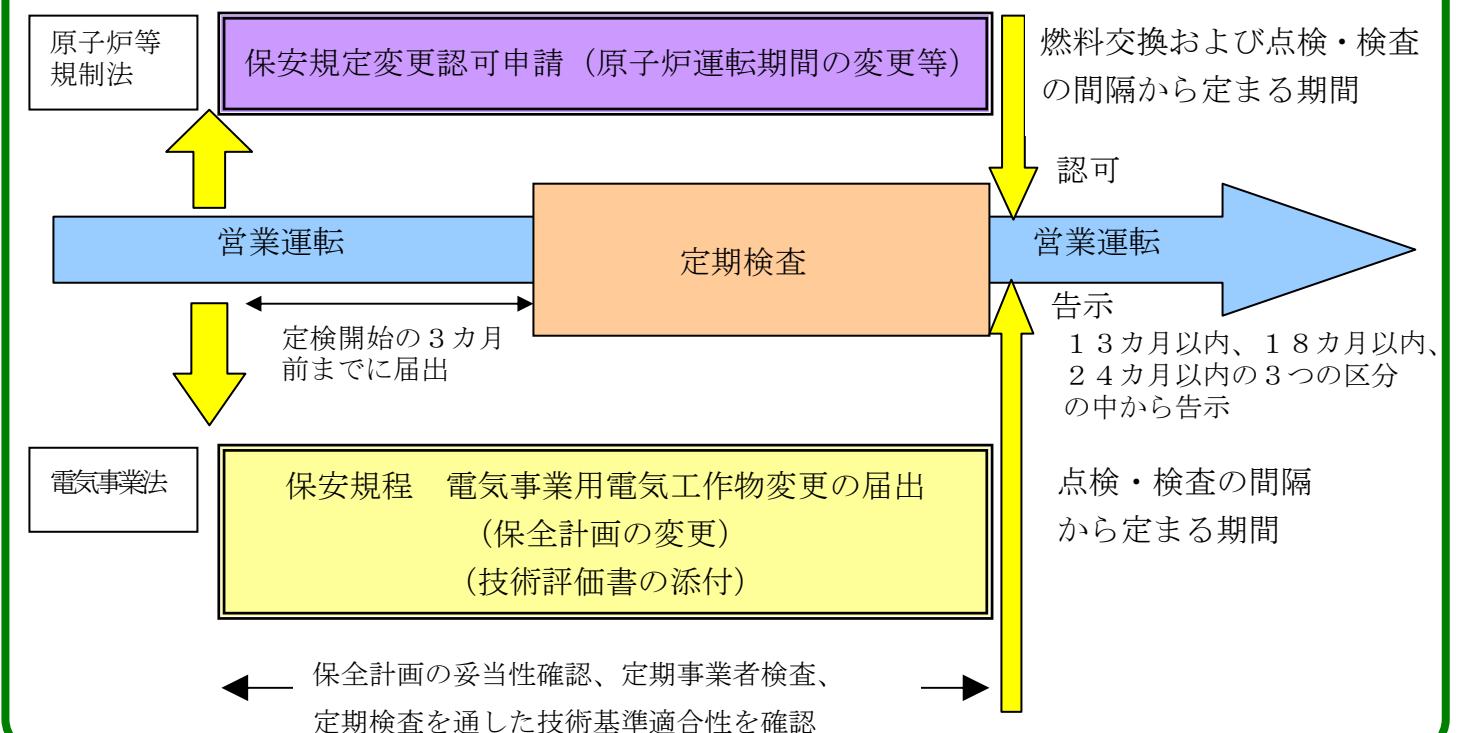 原子炉等
規制法
保安規定変更認可申請（原子炉運転期間の変更等）
燃料交換および点検・検査
の間隔から定まる期間
認可
営業運転
定期検査
営業運転
定検開始の３カ月
前までに届出
告示
１３カ月以内、１８カ月以内、
２４カ月以内の３つの区分
の中から告示
電気事業法
保安規程　電気事業用電気工作物変更の届出
（保全計画の変更）
（技術評価書の添付）
点検・検査の間隔
から定まる期間
保全計画の妥当性確認、定期事業者検査、
定期検査を通した技術基準適合性を確認